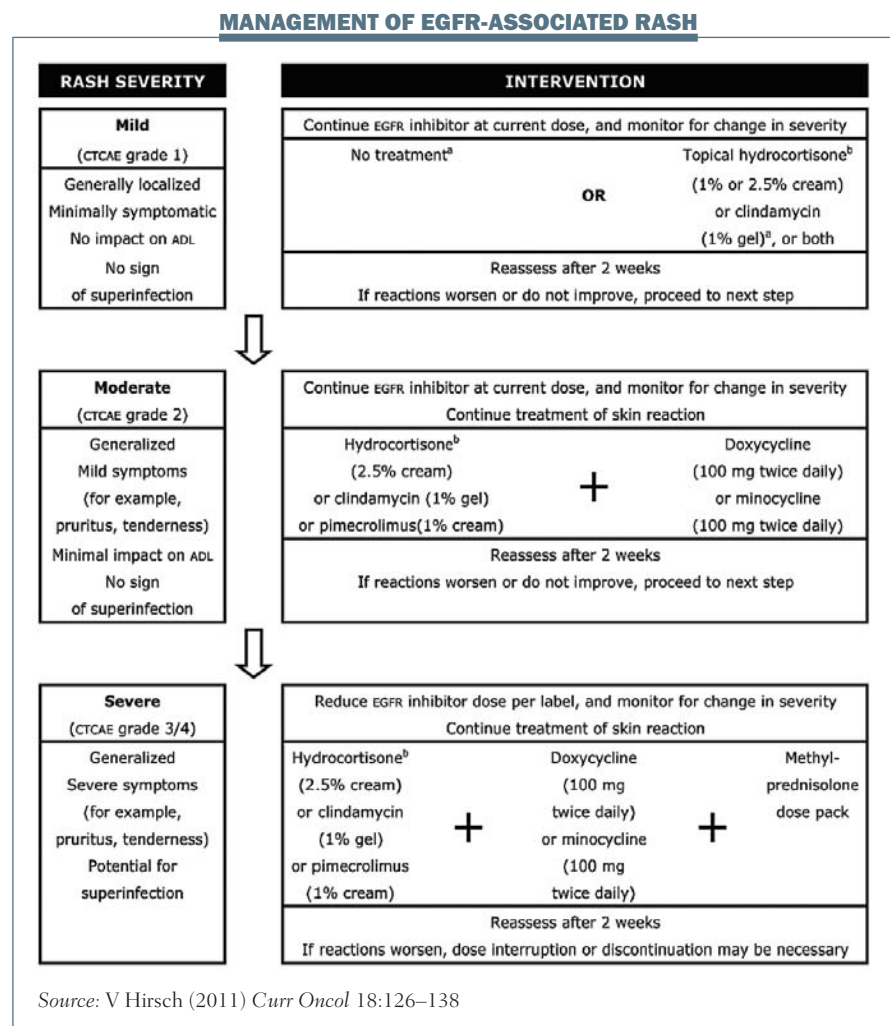 MANAGEMENT OF EGFR-ASSOCIATED RASH
RASH SEVERITY
INTERVENTION
Mild
(CTCAE grade 1)
Generally localized
Minimally symptomatic
No impact on ADL
No sign
of superinfection
Continue EGFR inhibitor at current dose, and monitor for change in severity
No treatmentᵃ
OR
Topical hydrocortisoneᵇ
(1% or 2.5% cream)
or clindamycin
(1% gel)ᵃ, or both
Reassess after 2 weeks
If reactions worsen or do not improve, proceed to next step
Moderate
(CTCAE grade 2)
Generalized
Mild symptoms
(for example,
pruritus, tenderness)
Minimal impact on ADL
No sign
of superinfection
Continue EGFR inhibitor at current dose, and monitor for change in severity
Continue treatment of skin reaction
Hydrocortisoneᵇ
(2.5% cream)
or clindamycin (1% gel)
or pimecrolimus(1% cream)
+
Doxycycline
(100 mg twice daily)
or minocycline
(100 mg twice daily)
Reassess after 2 weeks
If reactions worsen or do not improve, proceed to next step
Severe
(CTCAE grade 3/4)
Generalized
Severe symptoms
(for example,
pruritus, tenderness)
Potential for
superinfection
Reduce EGFR inhibitor dose per label, and monitor for change in severity
Continue treatment of skin reaction
Hydrocortisoneᵇ
(2.5% cream)
or clindamycin
(1% gel)
or pimecrolimus
(1% cream)
+
Doxycycline
(100 mg
twice daily)
or minocycline
(100 mg
twice daily)
+
Methyl-
prednisolone
dose pack
Reassess after 2 weeks
If reactions worsen, dose interruption or discontinuation may be necessary
Source: V Hirsch (2011) Curr Oncol 18:126–138